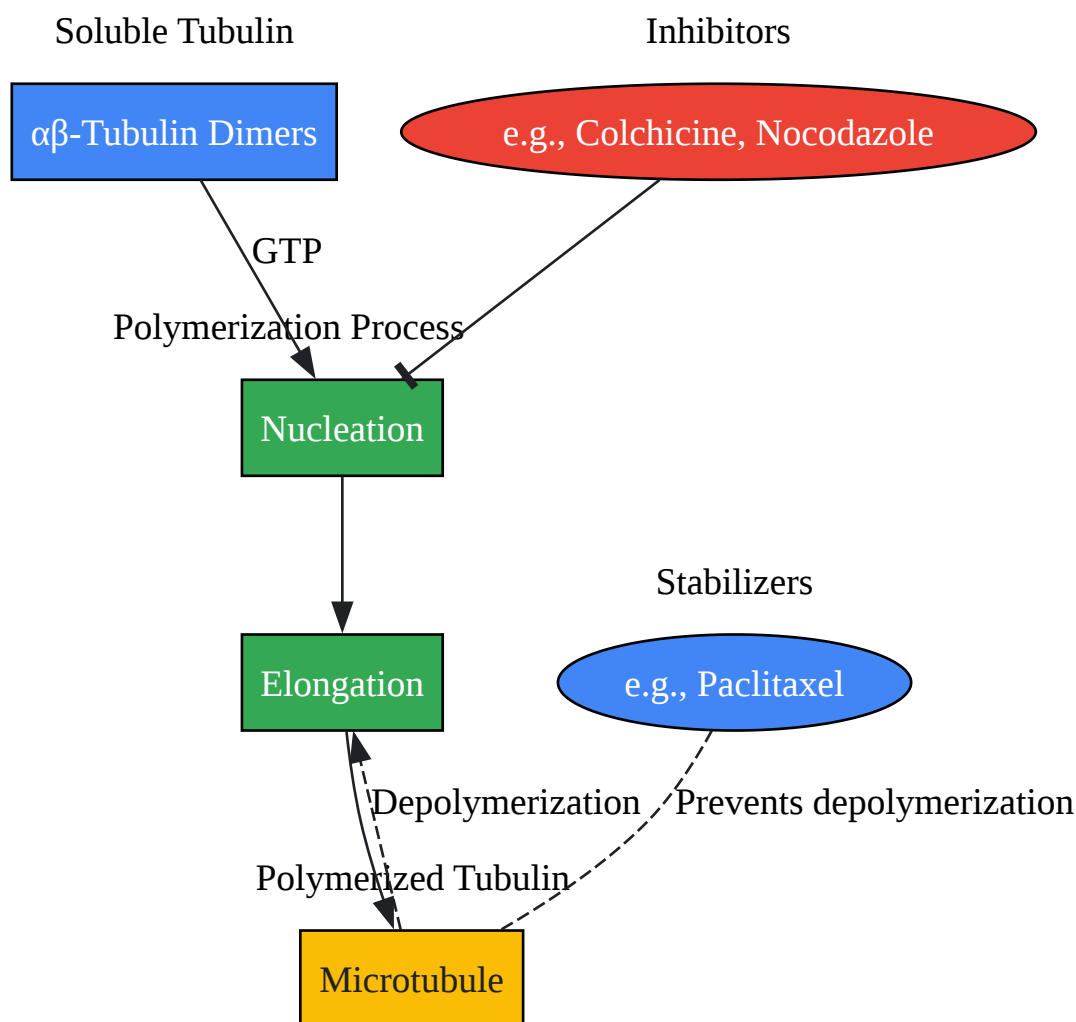 Soluble Tubulin
Inhibitors
αβ-Tubulin Dimers
e.g., Colchicine, Nocodazole
GTP
Polymerization Process
Nucleation
Stabilizers
Elongation
e.g., Paclitaxel
Depolymerization
Prevents depolymerization
Polymerized Tubulin
Microtubule